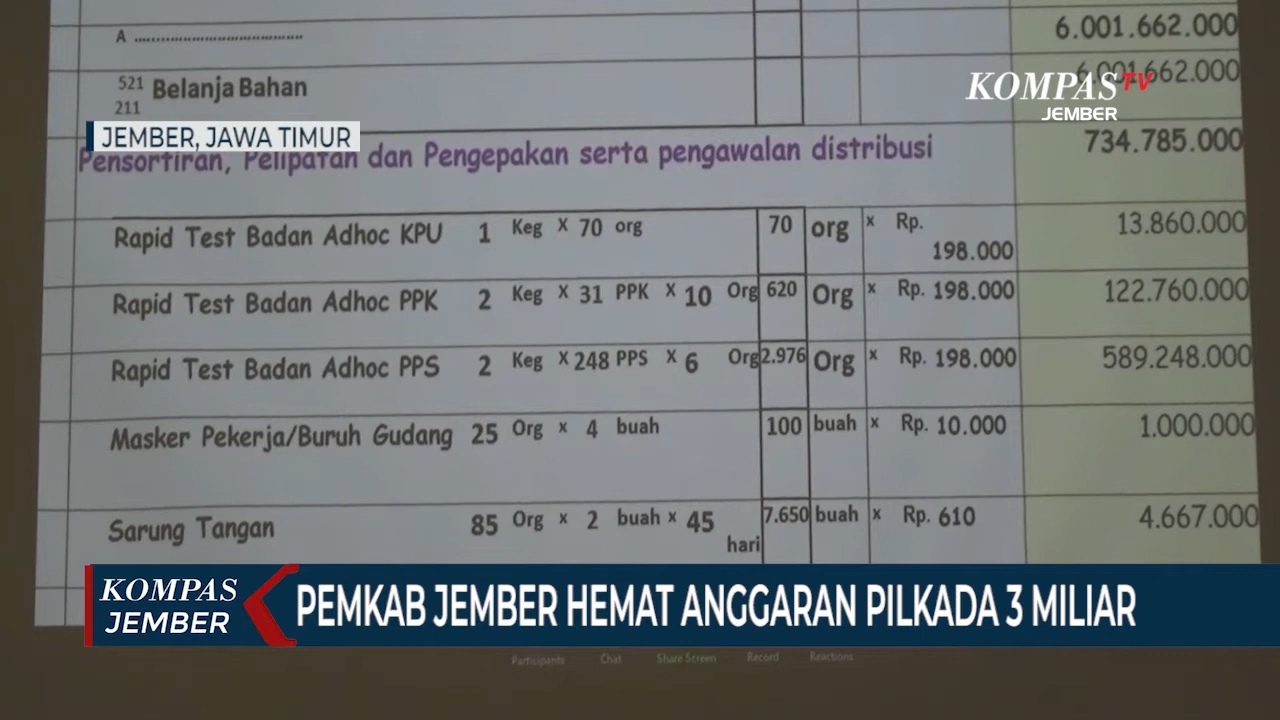 A ................................................ 6.001.662.000
521 211 Belanja Bahan 6.001.662.000
KOMPAS TV
JEMBER
JEMBER, JAWA TIMUR
Pensortiran, Pelipatan dan Pengepakan serta pengawalan distribusi 734.785.000
Rapid Test Badan Adhoc KPU 1 Keg X 70 org 70 org x Rp. 198.000 13.860.000
Rapid Test Badan Adhoc PPK 2 Keg X 31 PPK X 10 Org 620 Org x Rp. 198.000 122.760.000
Rapid Test Badan Adhoc PPS 2 Keg X 248 PPS X 6 Org 2.976 Org x Rp. 198.000 589.248.000
Masker Pekerja/Buruh Gudang 25 Org x 4 buah 100 buah x Rp. 10.000 1.000.000
Sarung Tangan 85 Org x 2 buah x 45 hari 7.650 buah x Rp. 610 4.667.000
KOMPAS
JEMBER
PEMKAB JEMBER HEMAT ANGGARAN PILKADA 3 MILIAR
Participants Chat Share Screen Record Reactions